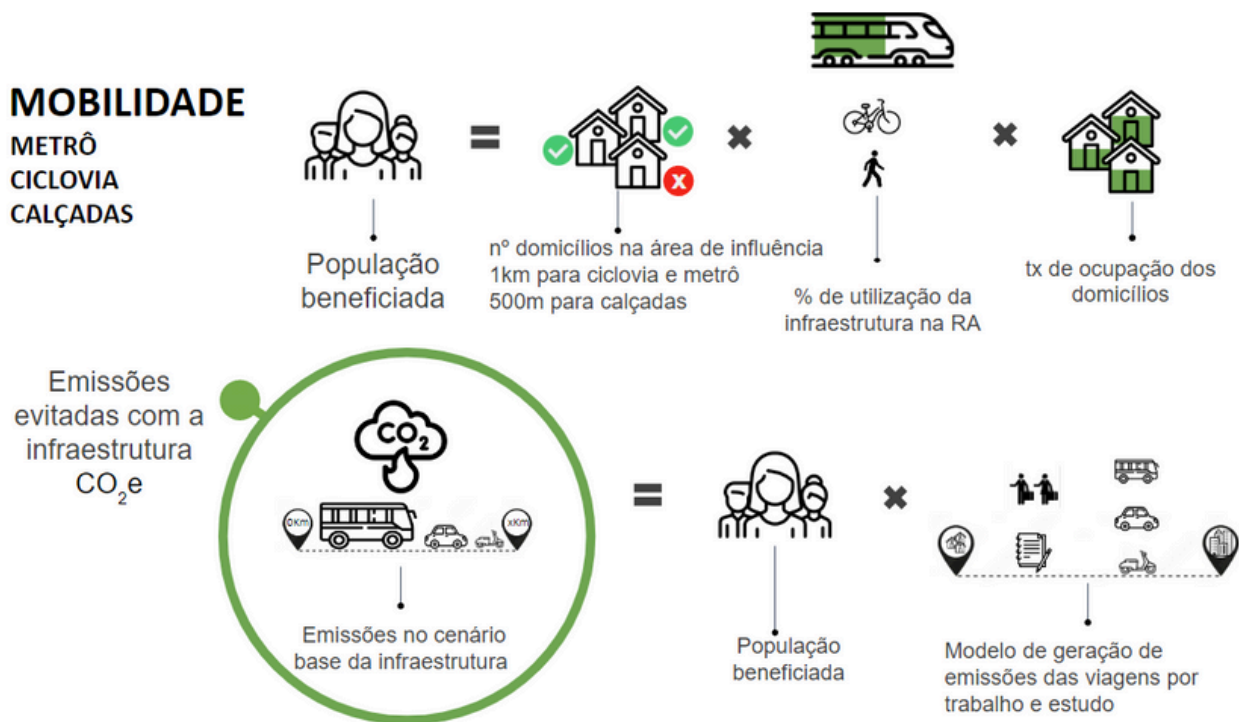 MOBILIDADE
METRÔ
CICLOVIA
CALÇADAS
População
beneficiada
nº domicílios na área de influência
1km para ciclovia e metrô
500m para calçadas
% de utilização da
infraestrutura na RA
tx de ocupação dos
domicílios
Emissões
evitadas com a
infraestrutura
CO₂e
CO₂
0Km
xKm
Emissões no cenário
base da infraestrutura
População
beneficiada
Modelo de geração de
emissões das viagens por
trabalho e estudo